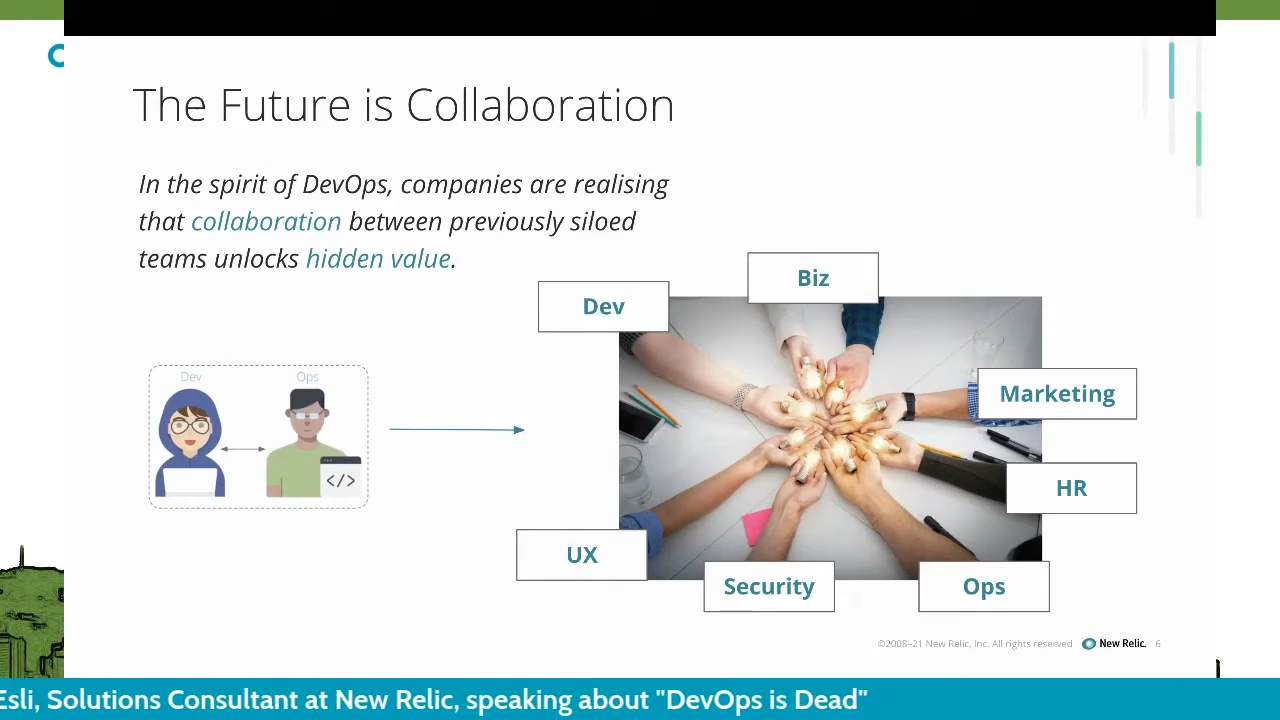 The Future is Collaboration
In the spirit of DevOps, companies are realising
that collaboration between previously siloed
teams unlocks hidden value.
Biz
Dev
Dev
Ops
</>
Marketing
HR
UX
Security
Ops
©2008–21 New Relic, Inc. All rights reserved
New Relic.
6
Esli, Solutions Consultant at New Relic, speaking about "DevOps is Dead"